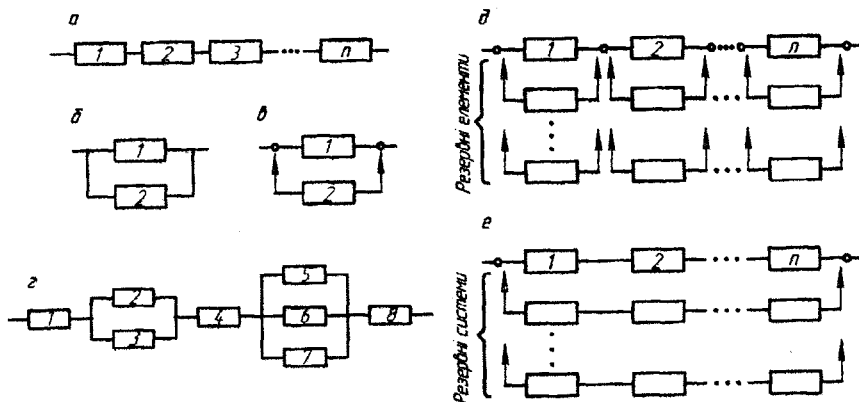 а
1 2 3 ... n
б
1
2
в
1
2
г
1 2 3 4 5 6 7 8
д
1 2 ... n
Резервні елементи
е
1 2 ... n
Резервні системи